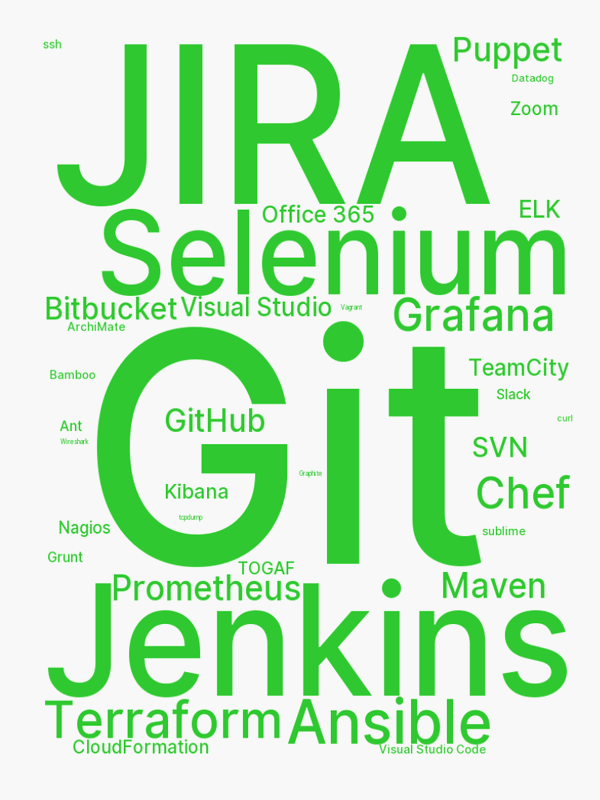 ssh
JIRA
Puppet
Datadog
Zoom
Office 365
ELK
Selenium
Bitbucket
Visual Studio
Vagrant
Grafana
ArchiMate
Git
TeamCity
Bamboo
Slack
GitHub
curl
Ant
Wireshark
SVN
Graphite
Kibana
Chef
tcpdump
Nagios
sublime
Grunt
TOGAF
Prometheus
Maven
Jenkins
Terraform
Ansible
CloudFormation
Visual Studio Code